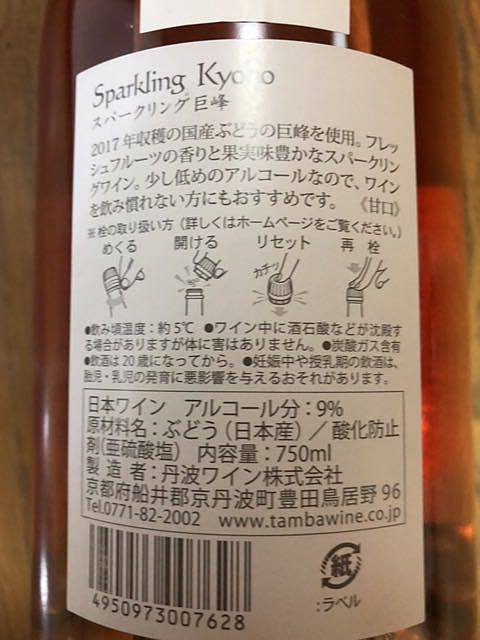 Sparkling Kyoho
スパークリング巨峰
2017年収穫の国産ぶどうの巨峰を使用。フレッ
シュフルーツの香りと果実味豊かなスパークリン
グワイン。少し低めのアルコールなので、ワイン
を飲み慣れない方にもおすすめです。《甘口》
※栓の取り扱い方（詳しくはホームページをご覧ください。）
めくる 開ける リセット 再栓
カチッ
●飲み頃温度：約5℃ ●ワイン中に酒石酸などが沈殿す
る場合がありますが体に害はありません。●炭酸ガス含有
●飲酒は20歳になってから。●妊娠中や授乳期の飲酒は、
胎児・乳児の発育に悪影響を与えるおそれがあります。
日本ワイン アルコール分：9%
原材料名：ぶどう（日本産）／酸化防止
剤（亜硫酸塩） 内容量：750ml
製造者：丹波ワイン株式会社
京都府船井郡京丹波町豊田鳥居野96
Tel.0771-82-2002 www.tambawine.co.jp
4950973007628
紙
:ラベル